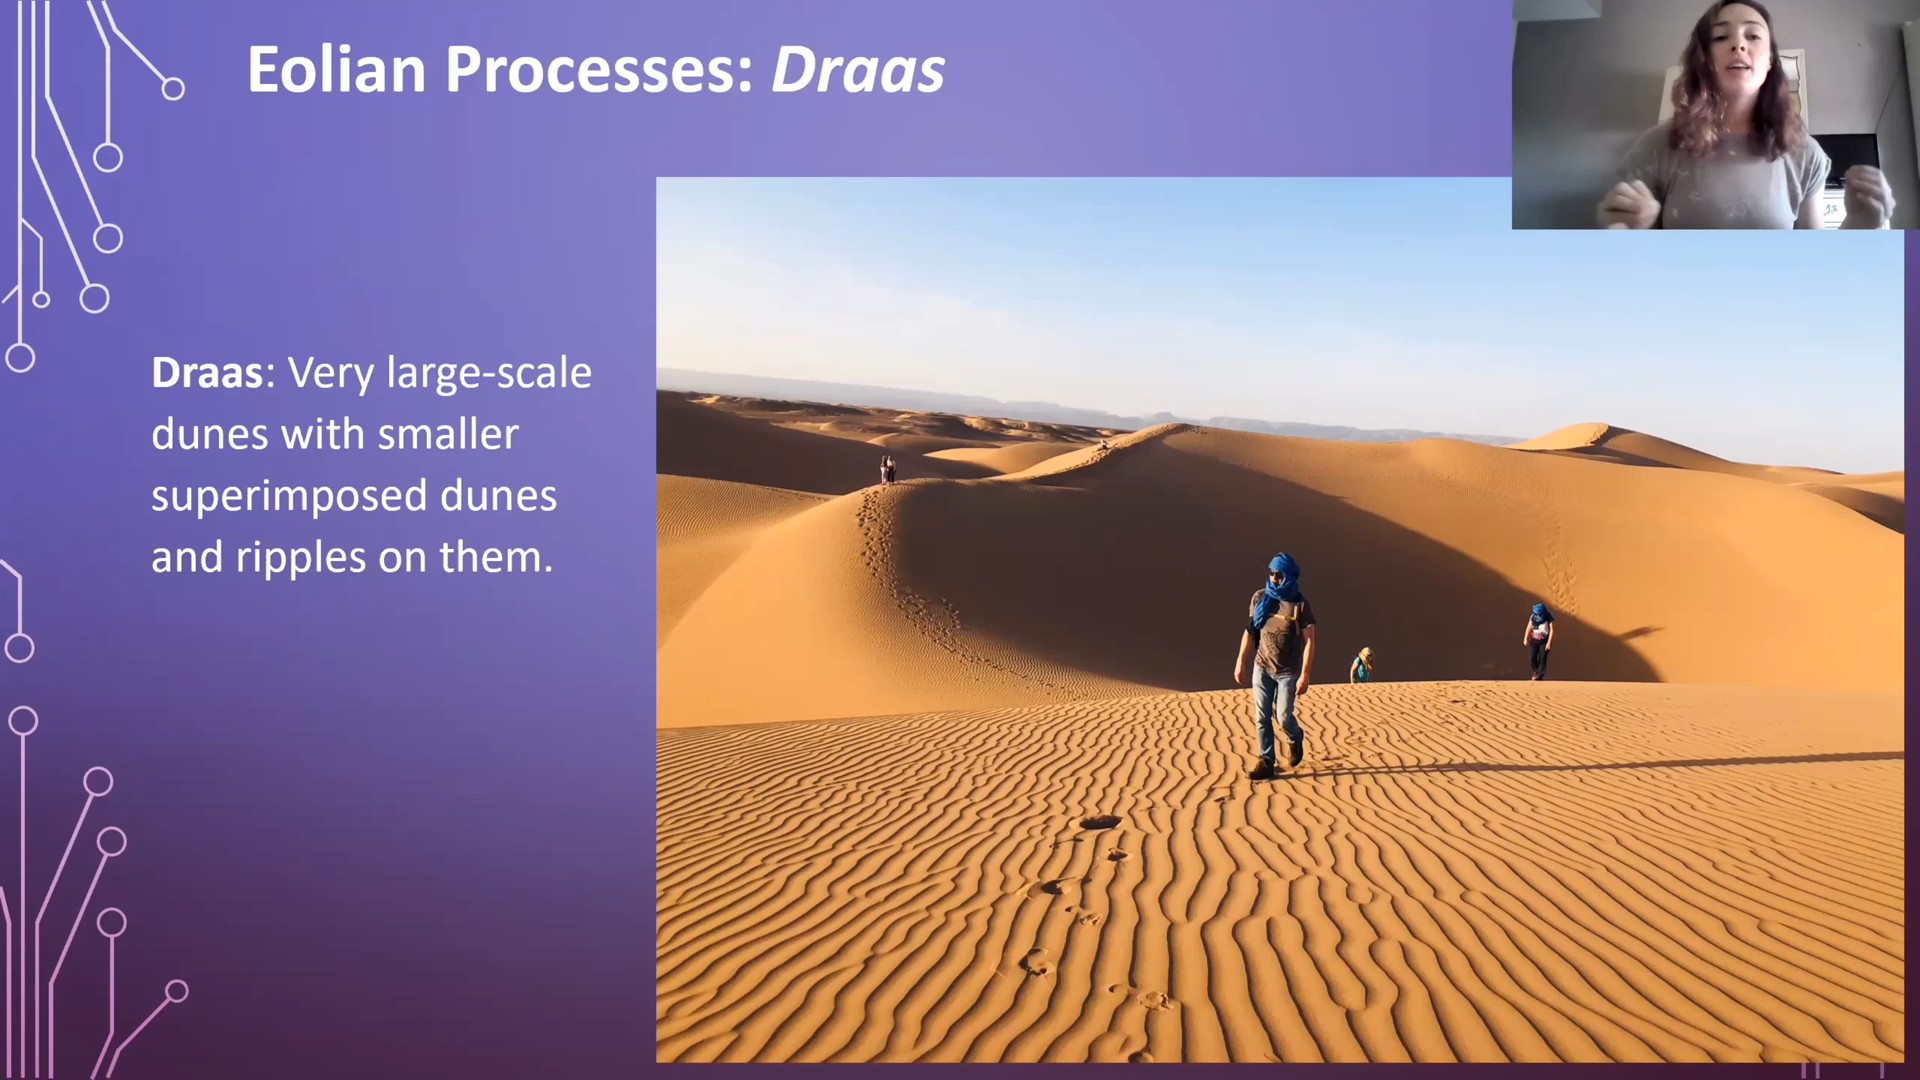 Eolian Processes: Draas
Draas: Very large-scale
dunes with smaller
superimposed dunes
and ripples on them.